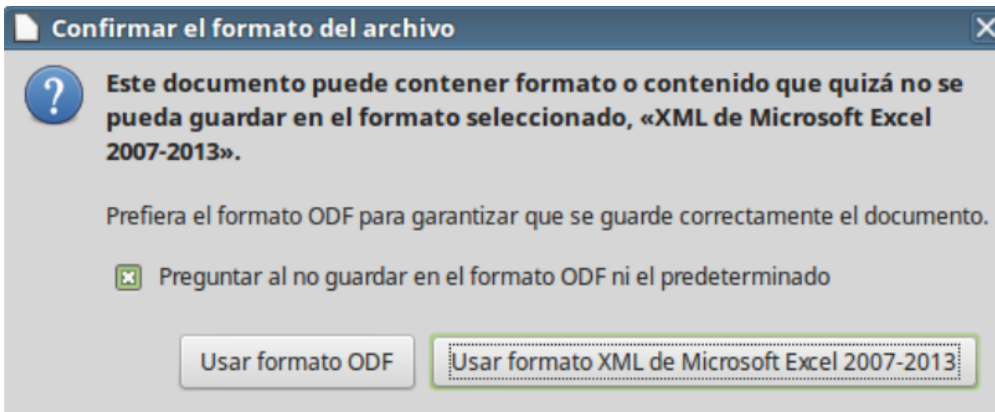 Confirmar el formato del archivo
Este documento puede contener formato o contenido que quizá no se
pueda guardar en el formato seleccionado, «XML de Microsoft Excel
2007-2013».
Prefiera el formato ODF para garantizar que se guarde correctamente el documento.
Preguntar al no guardar en el formato ODF ni el predeterminado
Usar formato ODF
Usar formato XML de Microsoft Excel 2007-2013